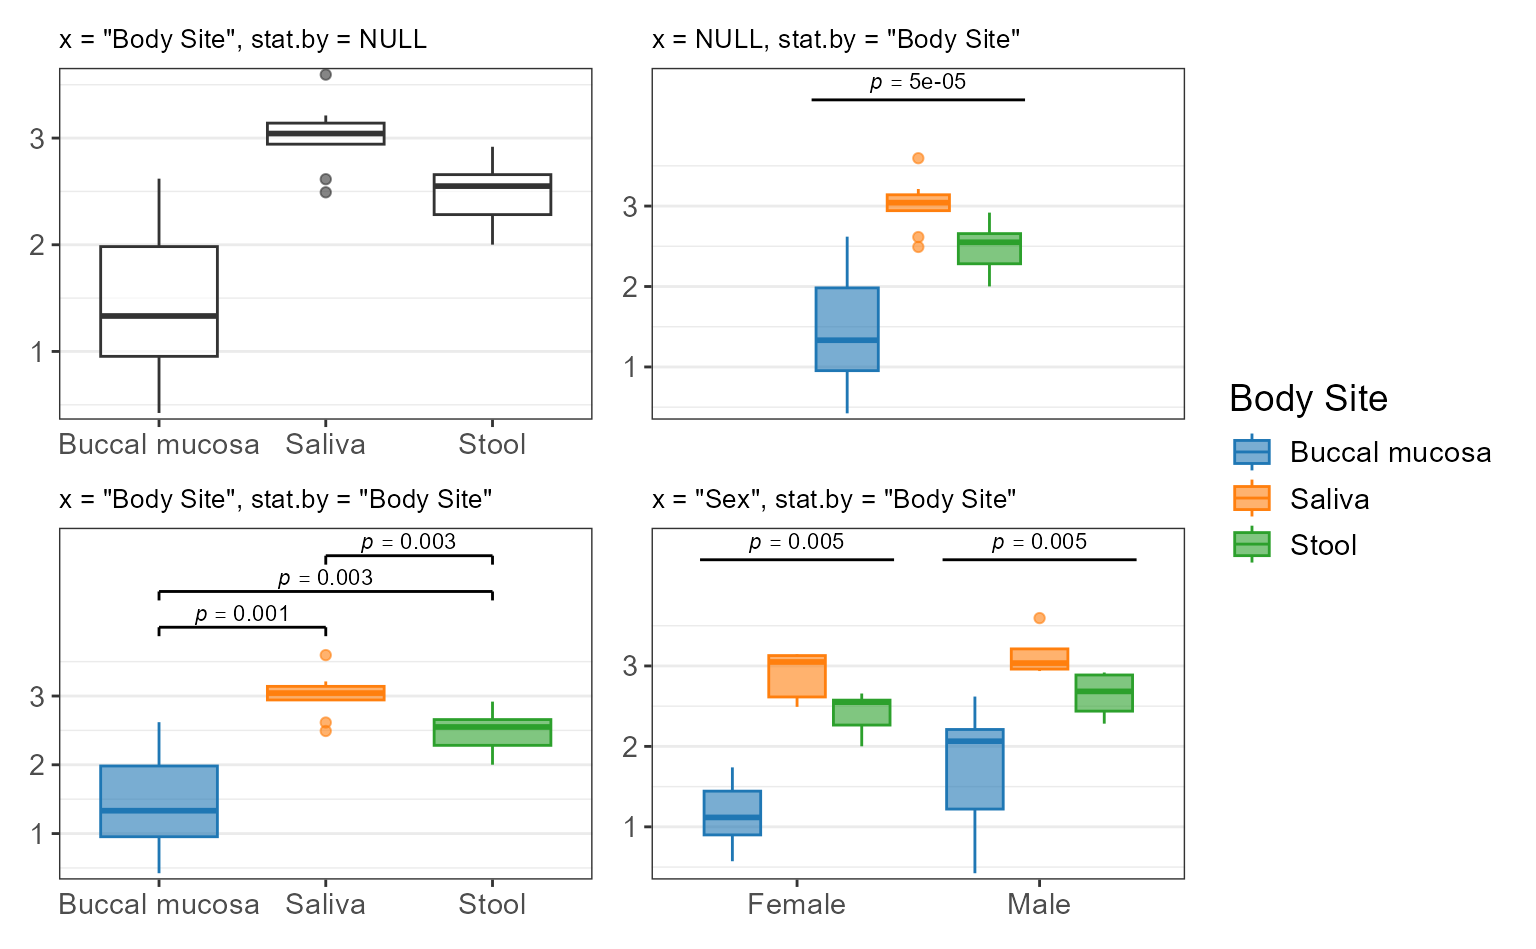 x = "Body Site", stat.by = NULL
3
2
1
Buccal mucosa Saliva Stool
x = NULL, stat.by = "Body Site"
p = 5e-05
3
2
1
x = "Body Site", stat.by = "Body Site"
p = 0.003
p = 0.003
p = 0.001
3
2
1
Buccal mucosa Saliva Stool
x = "Sex", stat.by = "Body Site"
p = 0.005 p = 0.005
3
2
1
Female Male
Body Site
Buccal mucosa
Saliva
Stool